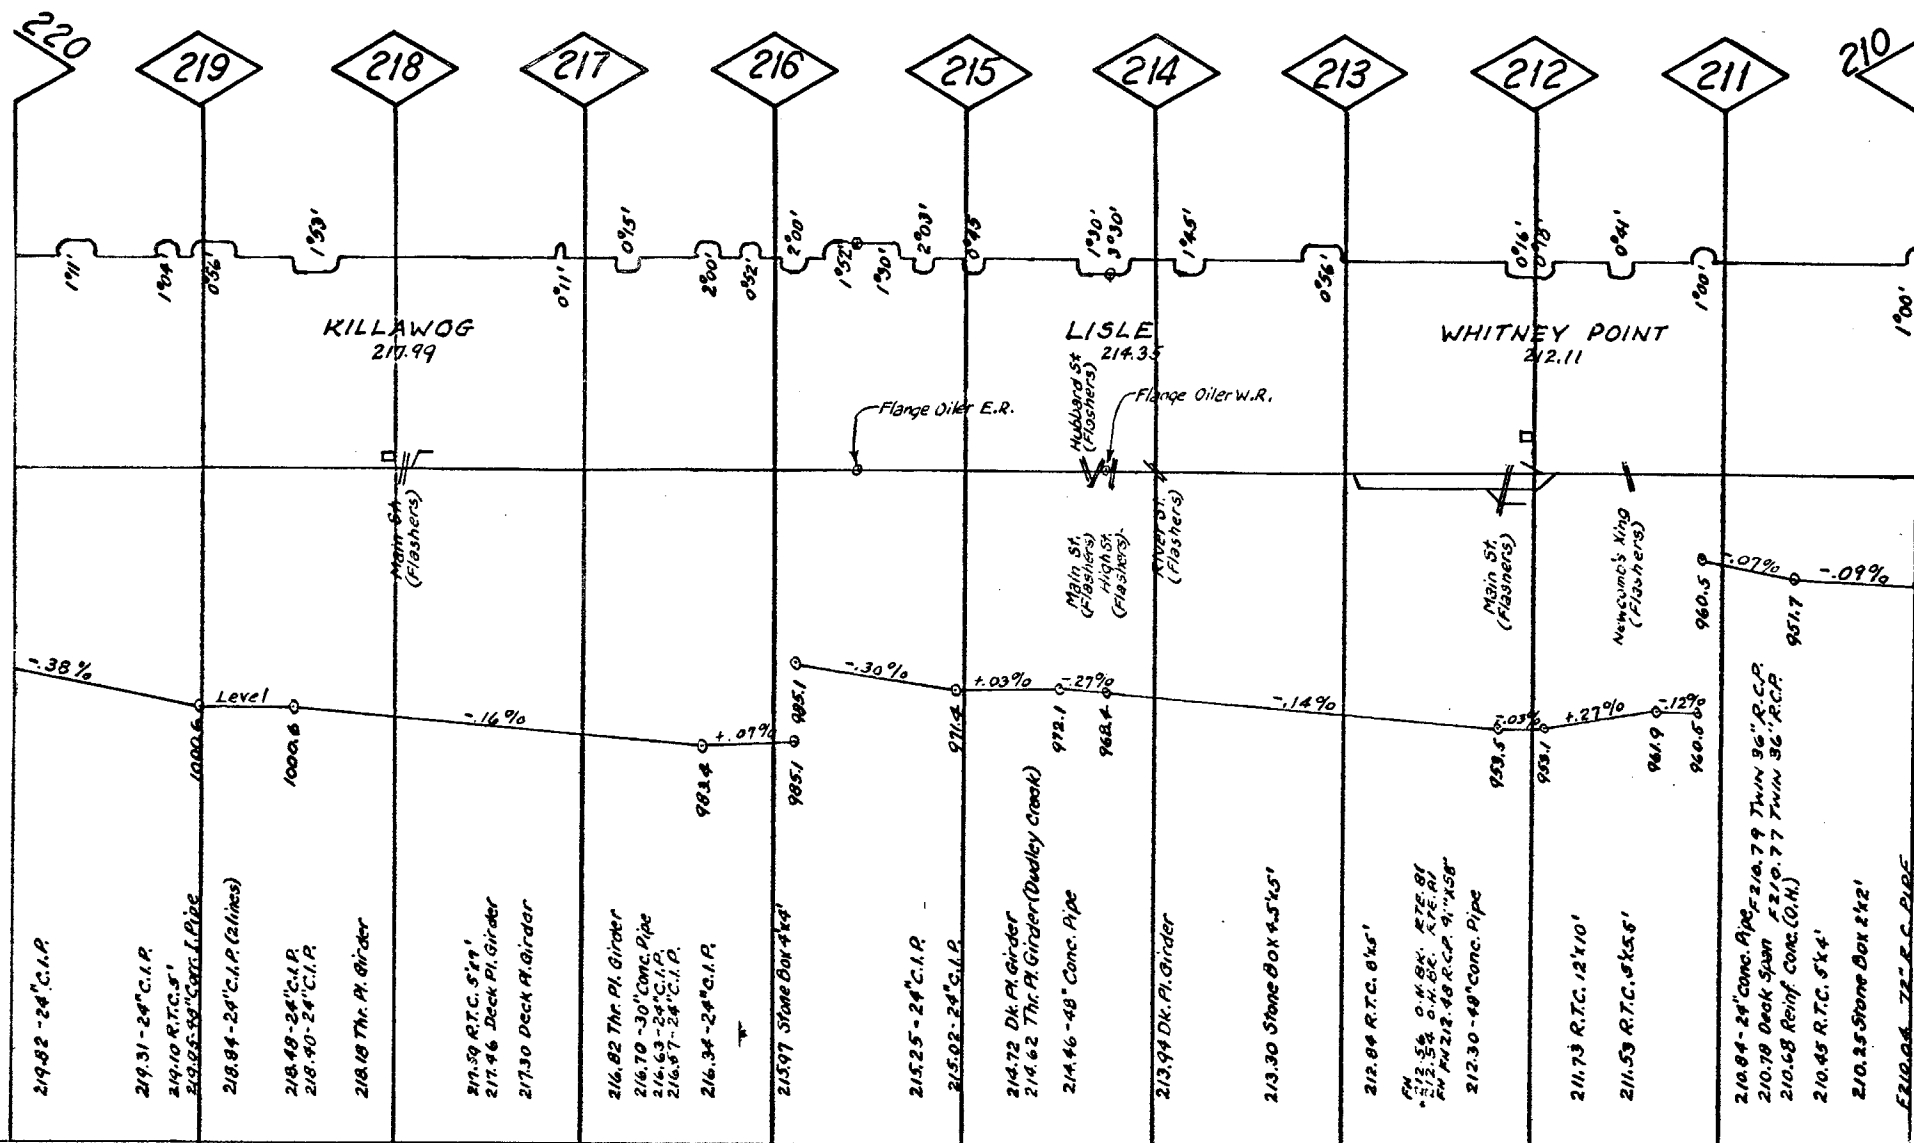 220
219
218
217
216
215
214
213
212
211
210
1°11'
1°04'
0°56'
1°53'
0°11'
0°15'
2°00'
0°52'
2°00'
1°52'
1°30'
2°03'
0°45'
1°30'
3°30'
1°45'
0°56'
0°16'
0°18'
0°41'
1°00'
1°00'
KILLAWOG
217.99
LISLE
214.35
WHITNEY POINT
212.11
Flange Oiler E.R.
Flange Oiler W.R.
Hubbard St
(Flashers)
Main St.
(Flashers)
Main St.
(Flashers)
High St.
(Flashers)
River St.
(Flashers)
Main St.
(Flashers)
Newcomb's Xing
(Flashers)
-.38%
Level
-.16%
+.07%
-.30%
+.03%
-.27%
-.14%
-.03%
+.27%
-.12%
-.07%
-.09%
1000.6
1000.6
983.4
985.1
985.1
971.4
972.1
968.4
953.5
953.1
961.9
960.5
960.5
951.7
219.82 - 24" C.I.P.
219.31 - 24" C.I.P.
219.10 R.T.C. 5'
218.84 - 24" C.I.P. (2 lines)
218.48 - 24" C.I.P.
218.40 - 24" C.I.P.
218.18 Thr. Pl. Girder
217.46 Deck Pl. Girder
217.30 Deck Pl. Girder
216.82 Thr. Pl. Girder
216.70 - 30" Conc. Pipe
216.63 - 24" C.I.P.
216.57 - 24" C.I.P.
216.34 - 24" C.I.P.
215.97 Stone Box 4'x4'
215.25 - 24" C.I.P.
215.02 - 24" C.I.P.
214.72 Dk. Pl. Girder
214.62 Thr. Pl. Girder (Dudley Creek)
214.46 - 48" Conc. Pipe
213.94 Dk. Pl. Girder
213.30 Stone Box 4.5'x5'
212.84 R.T.C. 8'x5'
212.30 - 48" Conc. Pipe
211.73 R.T.C. 12'x10'
211.53 R.T.C. 5'x5.5'
210.84 - 24" Conc. Pipe
F 210.79 TWIN 36" R.C.P.
210.78 Deck Span
F 210.77 TWIN 36" R.C.P.
210.68 Reinf. Conc. (O.H.)
210.45 R.T.C. 5'x4'
210.25 Stone Box 2'x2'
F 210.04 72" R.C. PIPE